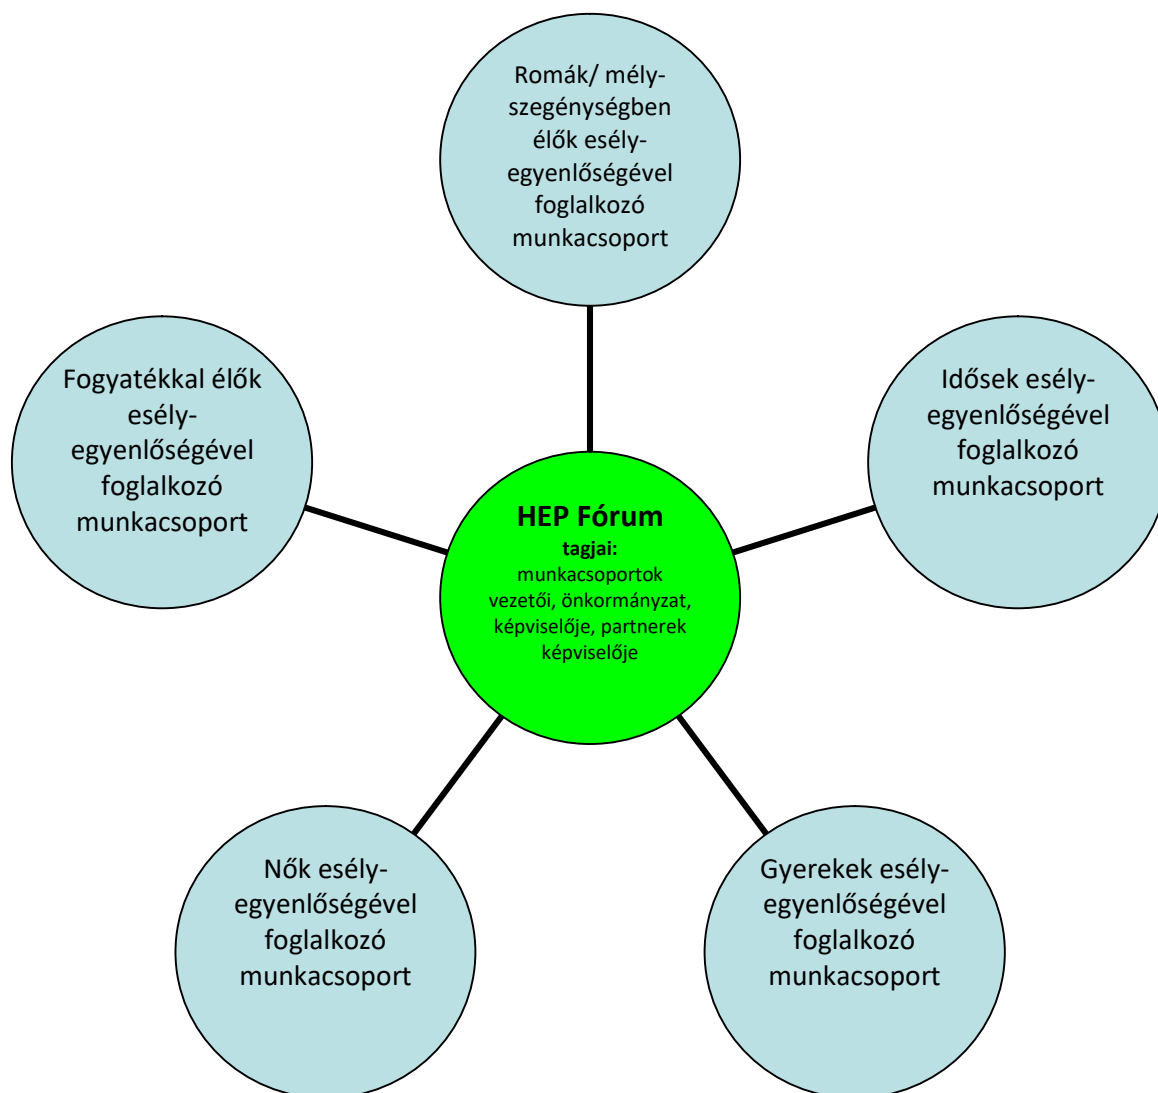 Romák/ mély-
szegénységben
élők esély-
egyenlőségével
foglalkozó
munkacsoport
Fogyatékkal élők
esély-
egyenlőségével
foglalkozó
munkacsoport
Idősek esély-
egyenlőségével
foglalkozó
munkacsoport
HEP Fórum
tagjai:
munkacsoportok
vezetői, önkormányzat,
képviselője, partnerek
képviselője
Nők esély-
egyenlőségével
foglalkozó
munkacsoport
Gyerekek esély-
egyenlőségével
foglalkozó
munkacsoport